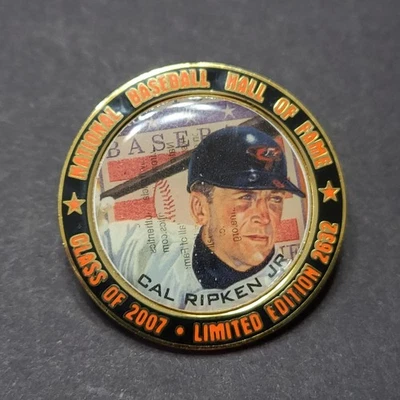 NATIONAL BASEBALL HALL OF FAME
BASEB
CAL RIPKEN JR
CLASS OF 2007 • LIMITED EDITION 2632